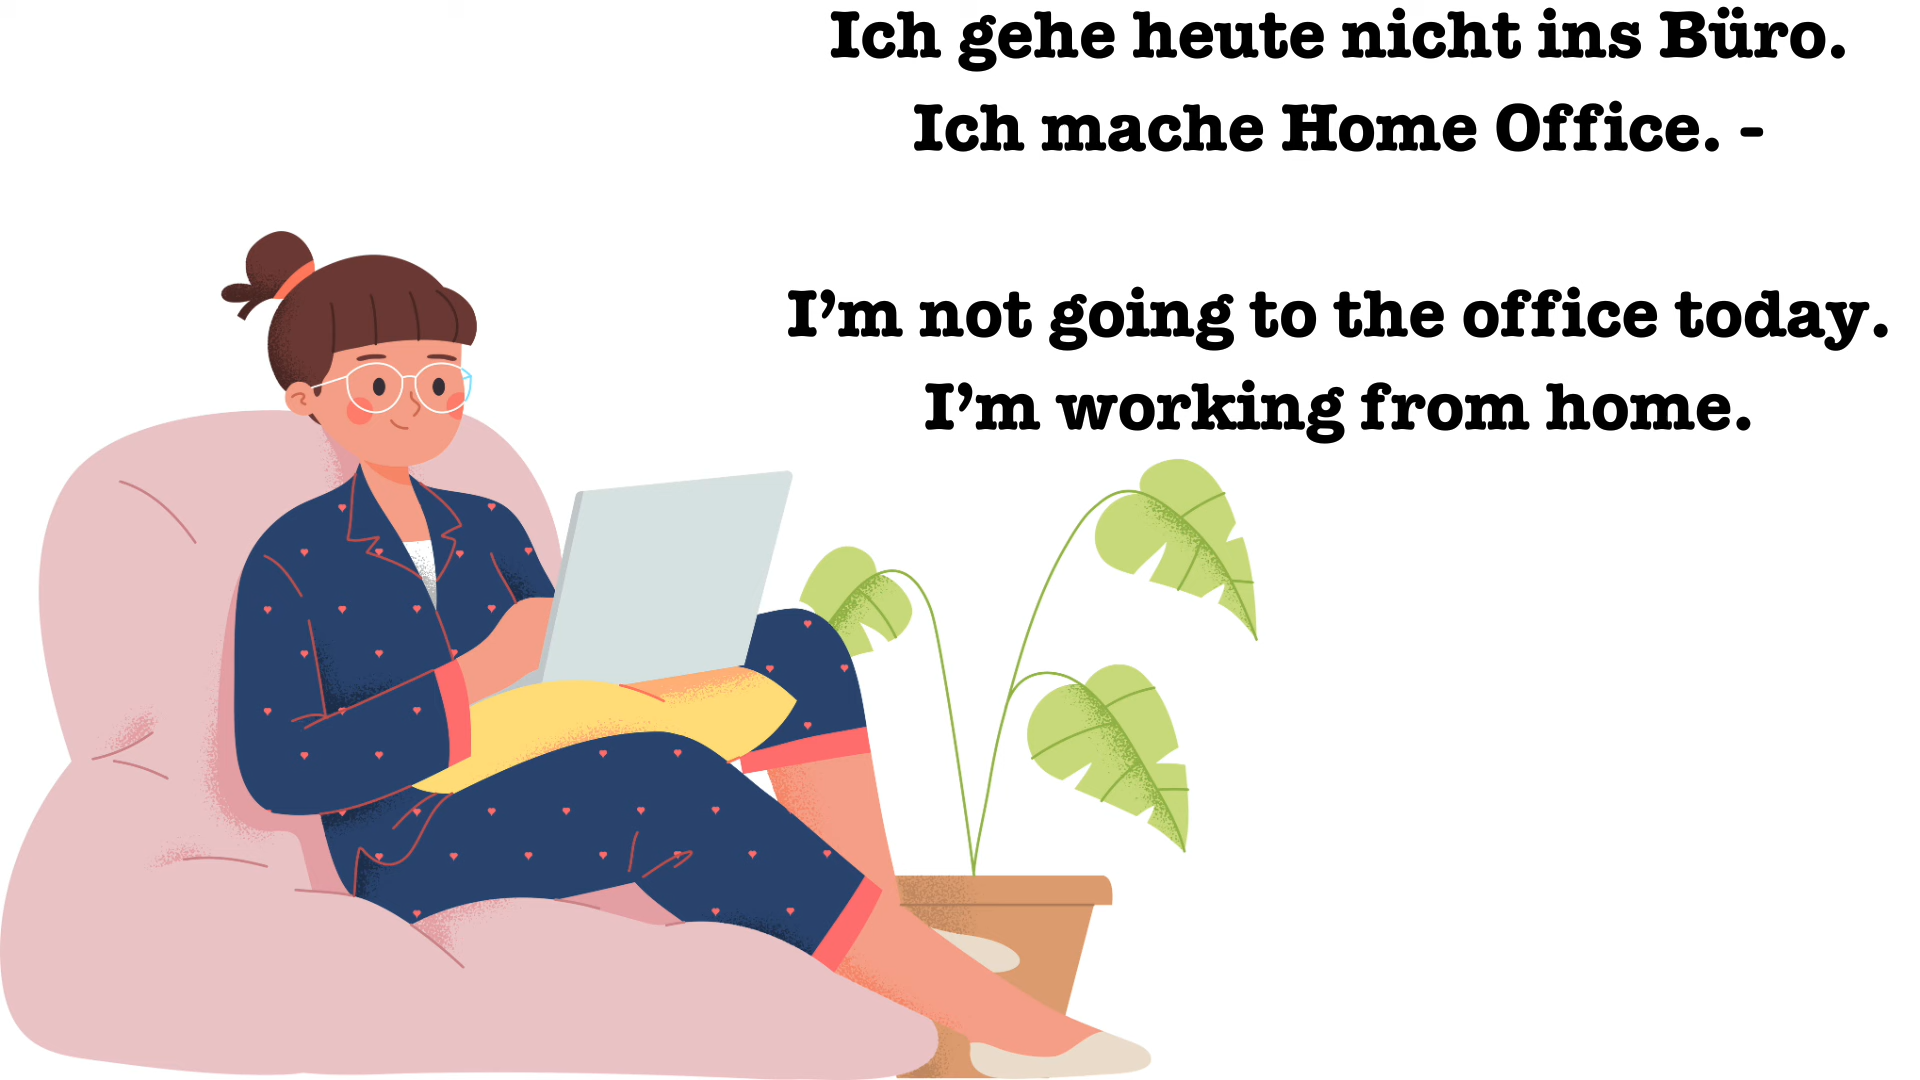 Ich gehe heute nicht ins Büro.
Ich mache Home Office. -
I’m not going to the office today.
I’m working from home.